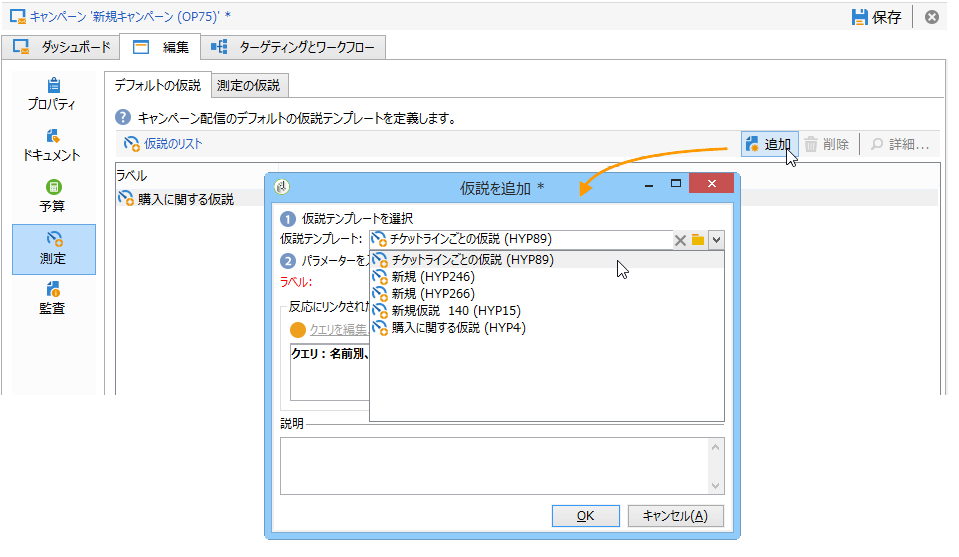 キャンペーン '新規キャンペーン (OP75)' *
保存
ダッシュボード
編集
ターゲティングとワークフロー
プロパティ
ドキュメント
予算
測定
監査
デフォルトの仮説
測定の仮説
キャンペーン配信のデフォルトの仮説テンプレートを定義します。
仮説のリスト
追加
削除
詳細...
ラベル
購入に関する仮説
仮説を追加 *
1 仮説テンプレートを選択
仮説テンプレート: チケットラインごとの仮説 (HYP89)
チケットラインごとの仮説 (HYP89)
新規 (HYP246)
新規 (HYP266)
新規仮説 140 (HYP15)
購入に関する仮説 (HYP4)
2 パラメーターを
ラベル:
反応にリンクされた
クエリを編集
クエリ：名前別、
説明
OK
キャンセル(A)